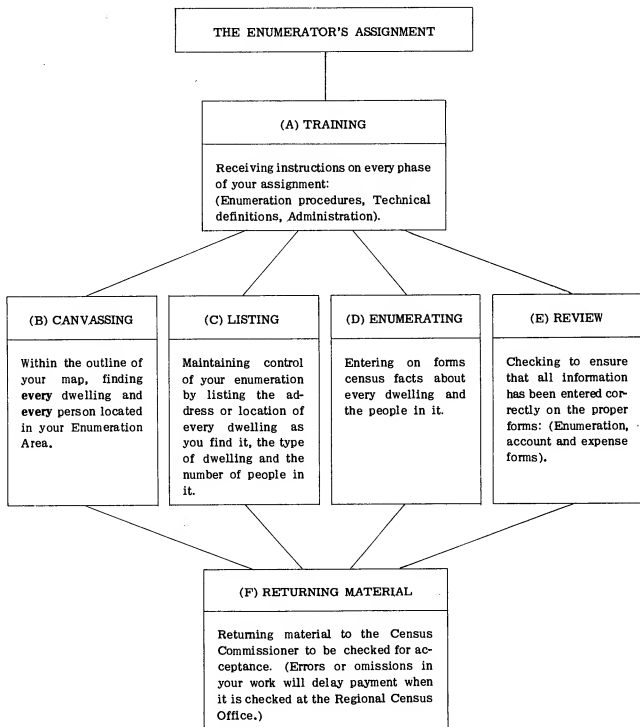 THE ENUMERATOR'S ASSIGNMENT
(A) TRAINING
Receiving instructions on every phase
of your assignment:
(Enumeration procedures, Technical
definitions, Administration).
(B) CANVASSING
Within the outline of
your map, finding
every dwelling and
every person located
in your Enumeration
Area.
(C) LISTING
Maintaining control
of your enumeration
by listing the ad-
dress or location of
every dwelling as
you find it, the type
of dwelling and the
number of people in
it.
(D) ENUMERATING
Entering on forms
census facts about
every dwelling and
the people in it.
(E) REVIEW
Checking to ensure
that all information
has been entered cor-
rectly on the proper
forms: (Enumeration,
account and expense
forms).
(F) RETURNING MATERIAL
Returning material to the Census
Commissioner to be checked for ac-
ceptance. (Errors or omissions in
your work will delay payment when
it is checked at the Regional Census
Office.)